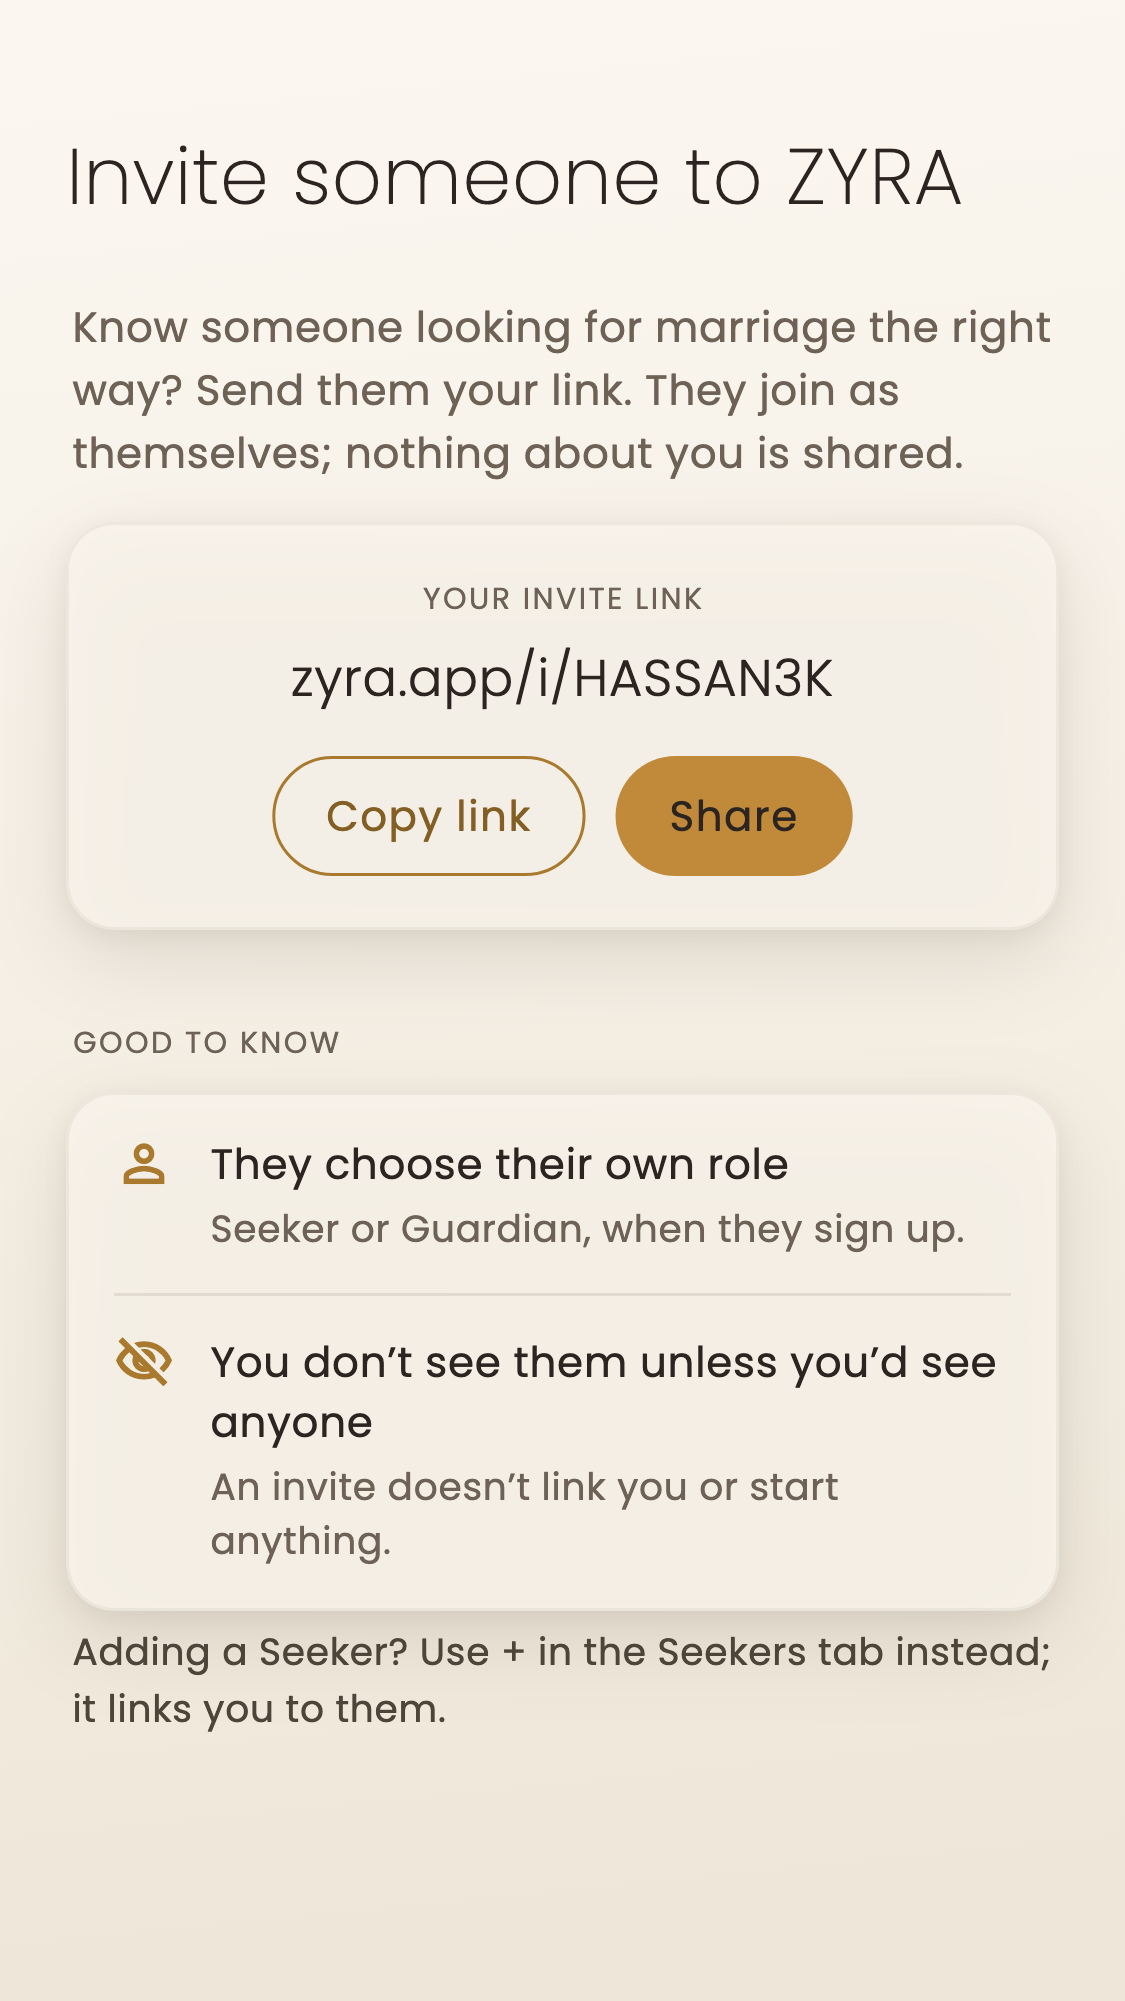 Invite someone to ZYRA
Know someone looking for marriage the right
way? Send them your link. They join as
themselves; nothing about you is shared.
YOUR INVITE LINK
zyra.app/i/HASSAN3K
Copy link
Share
GOOD TO KNOW
They choose their own role
Seeker or Guardian, when they sign up.
You don’t see them unless you’d see
anyone
An invite doesn’t link you or start
anything.
Adding a Seeker? Use + in the Seekers tab instead;
it links you to them.